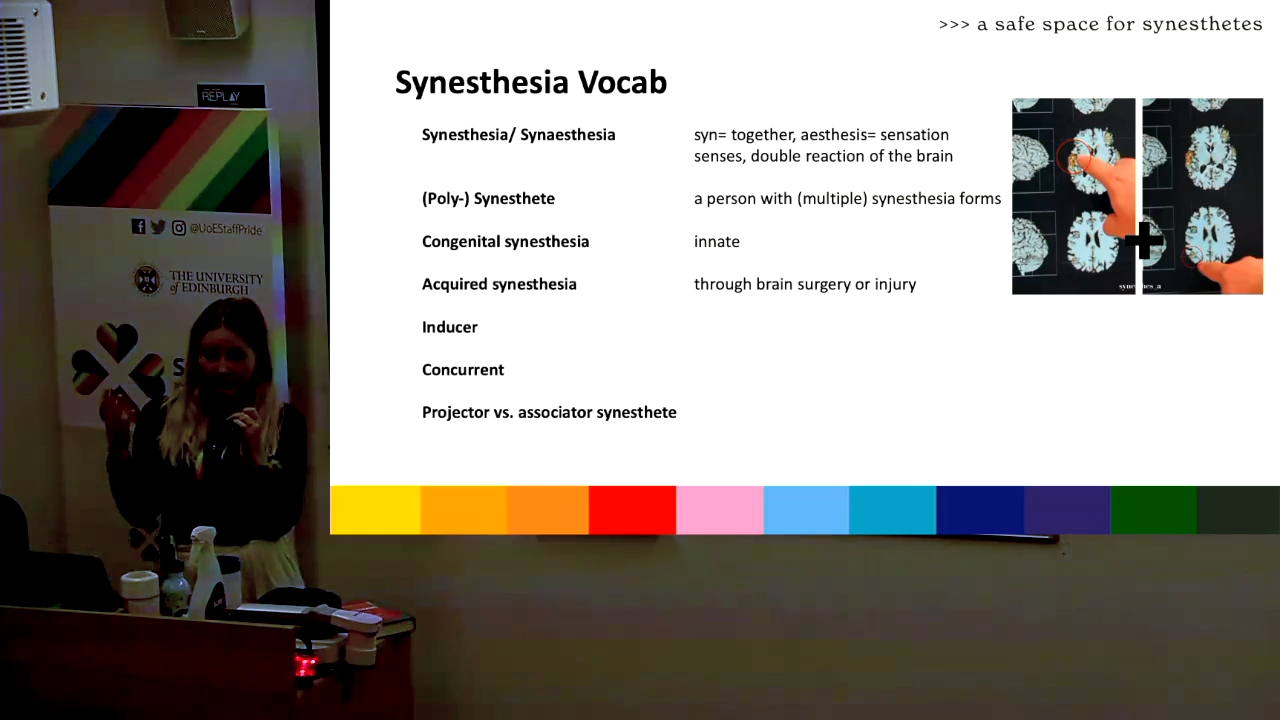 >>> a safe space for synesthetes
Synesthesia Vocab
Synesthesia/ Synaesthesia
syn= together, aesthesis= sensation
senses, double reaction of the brain
(Poly-) Synesthete
a person with (multiple) synesthesia forms
Congenital synesthesia
innate
Acquired synesthesia
through brain surgery or injury
Inducer
Concurrent
Projector vs. associator synesthete
REPLAY
@UoEStaffPride
THE UNIVERSITY
of EDINBURGH
S